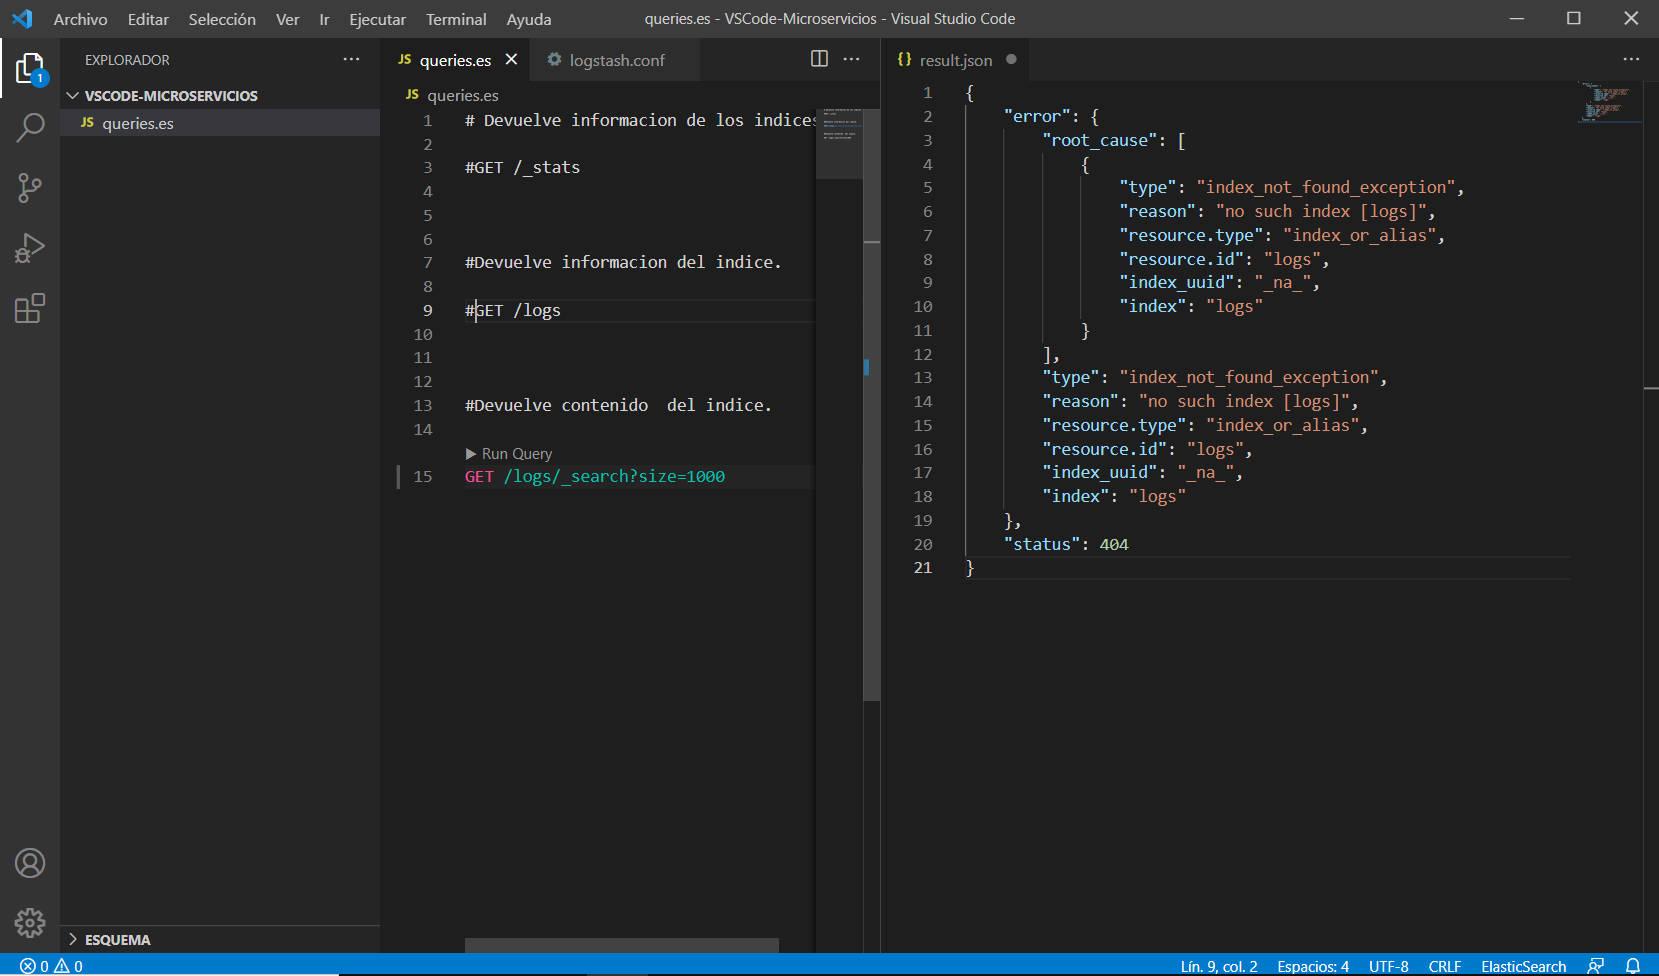 Archivo Editar Selección Ver Ir Ejecutar Terminal Ayuda
queries.es - VSCode-Microservicios - Visual Studio Code
1
EXPLORADOR
VSCODE-MICROSERVICIOS
JS queries.es
ESQUEMA
JS queries.es
logstash.conf
JS queries.es
1 # Devuelve informacion de los indices
2
3 #GET /_stats
4
5
6
7 #Devuelve informacion del indice.
8
9 #GET /logs
10
11
12
13 #Devuelve contenido  del indice.
14
Run Query
15 GET /logs/_search?size=1000
{} result.json
1 {
2 "error": {
3 "root_cause": [
4 {
5 "type": "index_not_found_exception",
6 "reason": "no such index [logs]",
7 "resource.type": "index_or_alias",
8 "resource.id": "logs",
9 "index_uuid": "_na_",
10 "index": "logs"
11 }
12 ],
13 "type": "index_not_found_exception",
14 "reason": "no such index [logs]",
15 "resource.type": "index_or_alias",
16 "resource.id": "logs",
17 "index_uuid": "_na_",
18 "index": "logs"
19 },
20 "status": 404
21 }
0 0
Lín. 9, col. 2 Espacios: 4 UTF-8 CRLF ElasticSearch